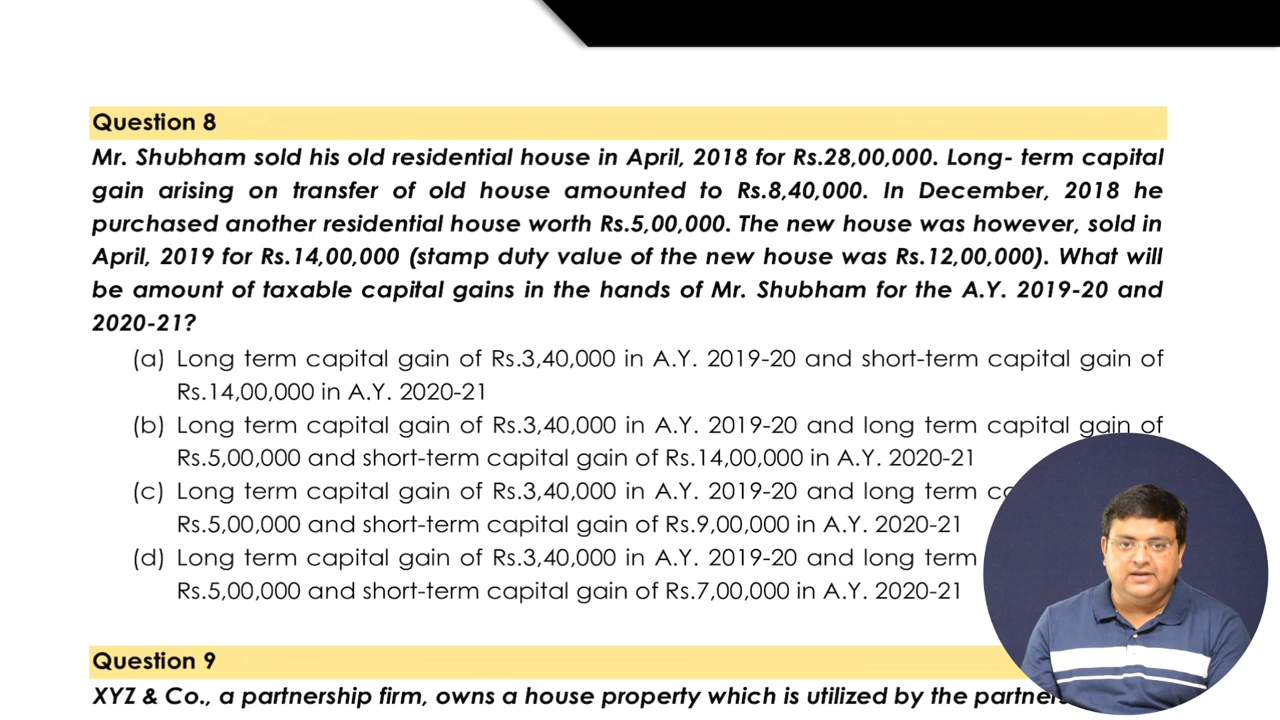 Question 8
Mr. Shubham sold his old residential house in April, 2018 for Rs.28,00,000. Long- term capital
gain arising on transfer of old house amounted to Rs.8,40,000. In December, 2018 he
purchased another residential house worth Rs.5,00,000. The new house was however, sold in
April, 2019 for Rs.14,00,000 (stamp duty value of the new house was Rs.12,00,000). What will
be amount of taxable capital gains in the hands of Mr. Shubham for the A.Y. 2019-20 and
2020-21?
(a) Long term capital gain of Rs.3,40,000 in A.Y. 2019-20 and short-term capital gain of
Rs.14,00,000 in A.Y. 2020-21
(b) Long term capital gain of Rs.3,40,000 in A.Y. 2019-20 and long term capital gain of
Rs.5,00,000 and short-term capital gain of Rs.14,00,000 in A.Y. 2020-21
(c) Long term capital gain of Rs.3,40,000 in A.Y. 2019-20 and long term
Rs.5,00,000 and short-term capital gain of Rs.9,00,000 in A.Y. 2020-21
(d) Long term capital gain of Rs.3,40,000 in A.Y. 2019-20 and long term
Rs.5,00,000 and short-term capital gain of Rs.7,00,000 in A.Y. 2020-21
Question 9
XYZ & Co., a partnership firm, owns a house property which is utilized by the